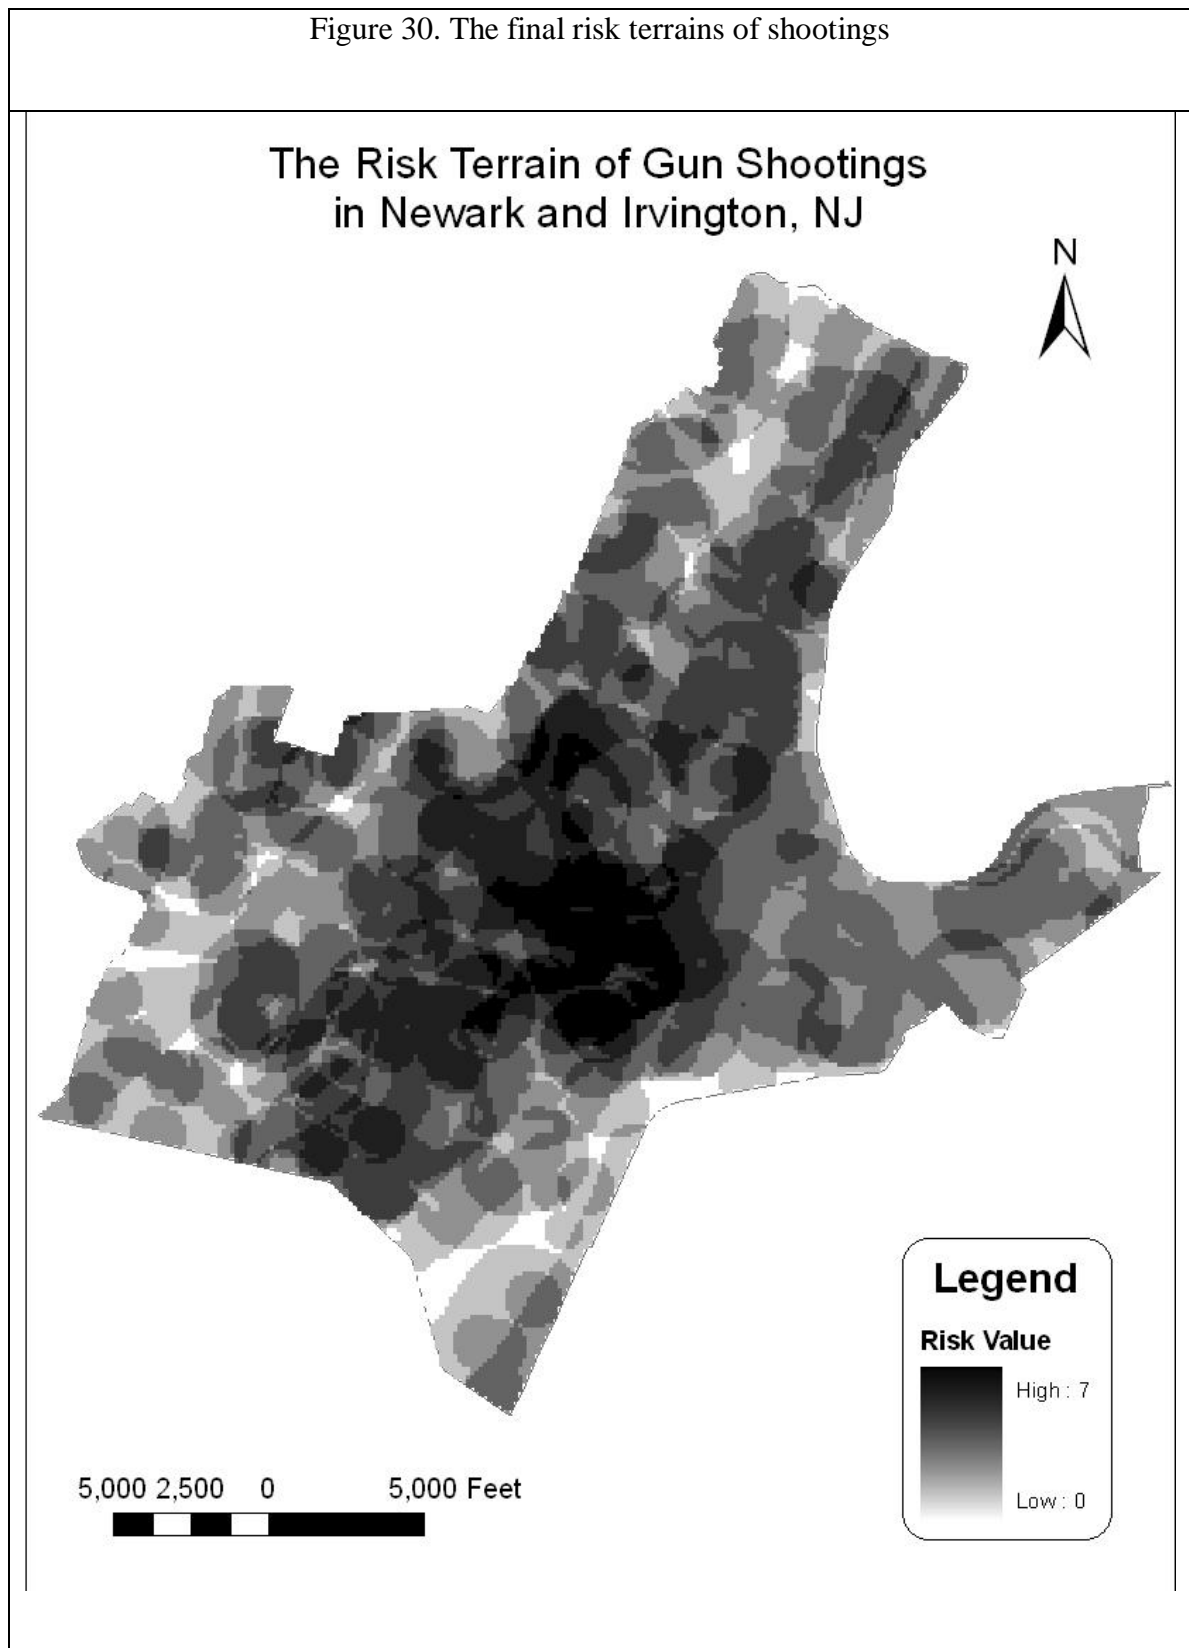 Figure 30. The final risk terrains of shootings
The Risk Terrain of Gun Shootings
in Newark and Irvington, NJ
N
Legend
Risk Value
High : 7
Low : 0
5,000 2,500 0 5,000 Feet